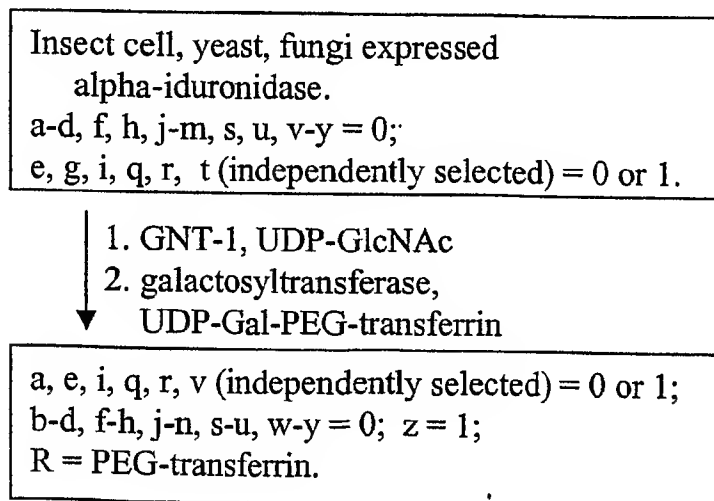 Insect cell, yeast, fungi expressed
alpha-iduronidase.
a-d, f, h, j-m, s, u, v-y = 0;
e, g, i, q, r, t (independently selected) = 0 or 1.
1. GNT-1, UDP-GlcNAc
2. galactosyltransferase,
UDP-Gal-PEG-transferrin
a, e, i, q, r, v (independently selected) = 0 or 1;
b-d, f-h, j-n, s-u, w-y = 0; z = 1;
R = PEG-transferrin.